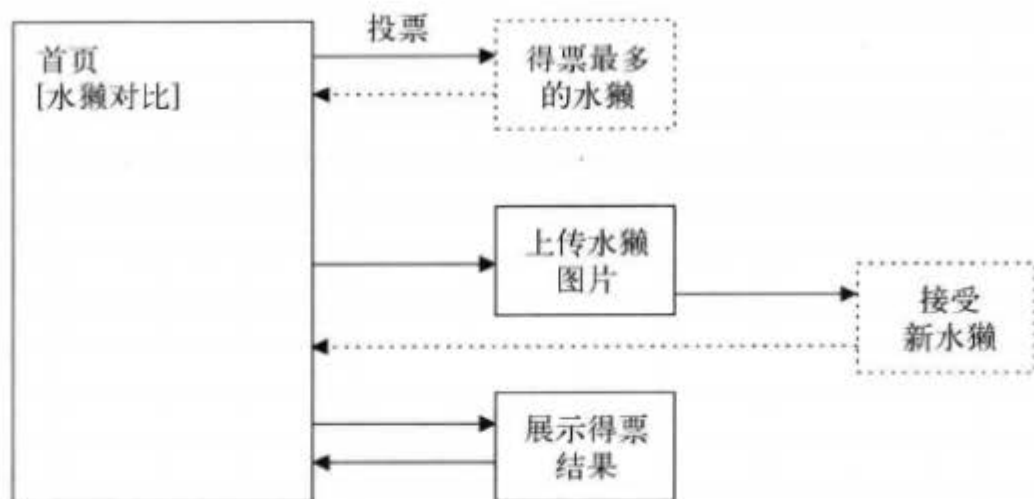 首页
[水獭对比]
投票
得票最多
的水獭
上传水獭
图片
接受
新水獭
展示得票
结果